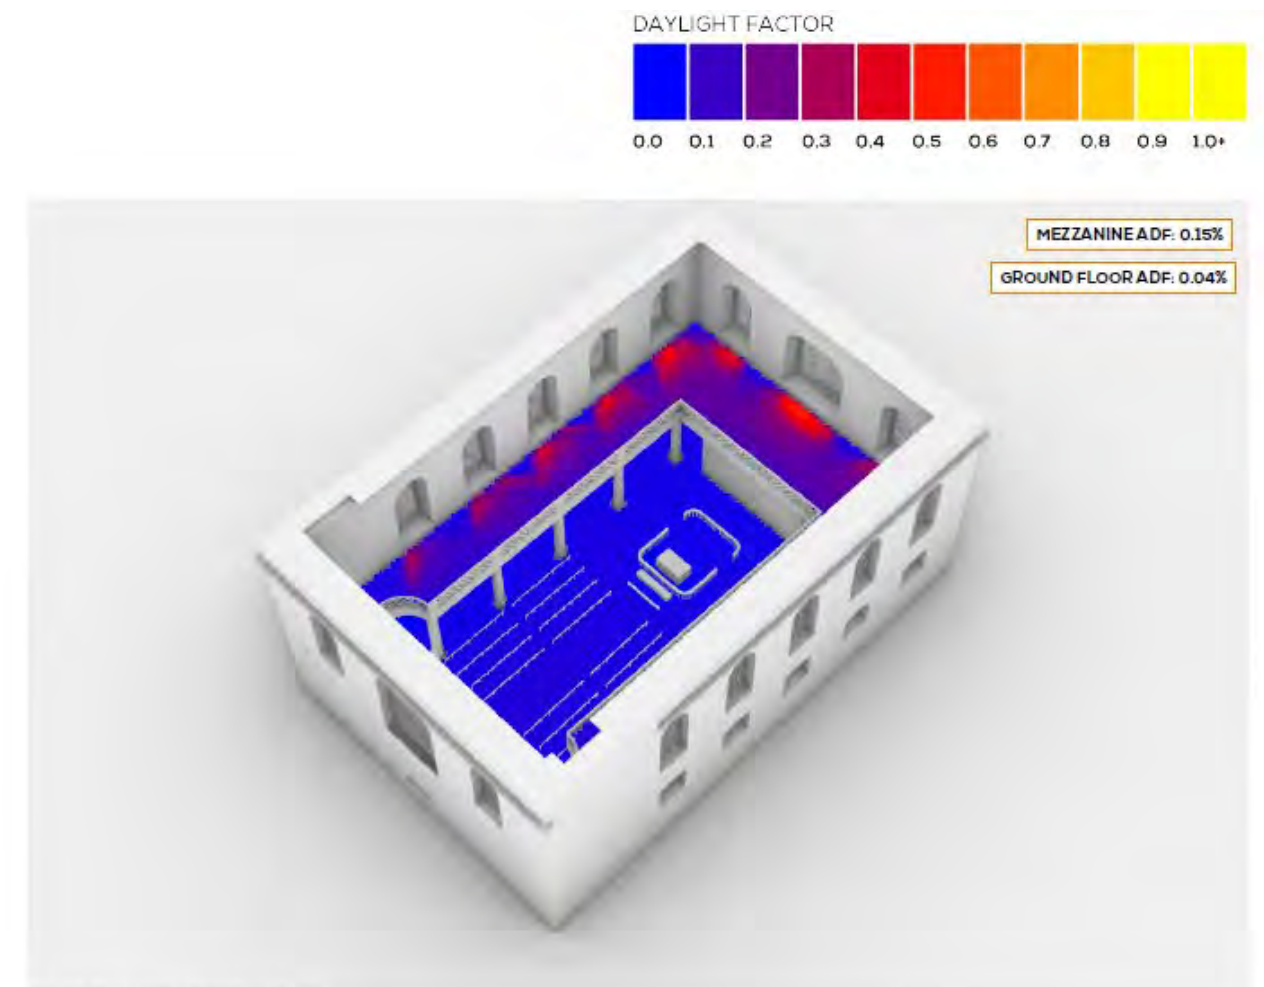 DAYLIGHT FACTOR
0.0 0.1 0.2 0.3 0.4 0.5 0.6 0.7 0.8 0.9 1.0+
MEZZANINE ADF: 0.15%
GROUND FLOOR ADF: 0.04%